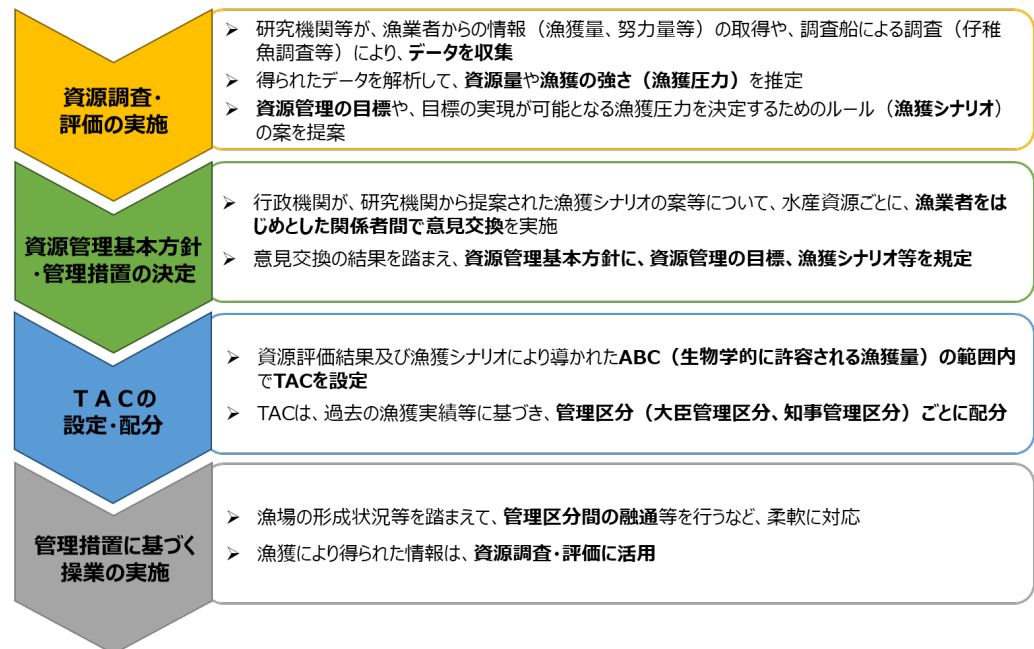 資源調査・
評価の実施
➢ 研究機関等が、漁業者からの情報（漁獲量、努力量等）の取得や、調査船による調査（仔稚
魚調査等）により、データを収集
➢ 得られたデータを解析して、資源量や漁獲の強さ（漁獲圧力）を推定
➢ 資源管理の目標や、目標の実現が可能となる漁獲圧力を決定するためのルール（漁獲シナリオ）
の案を提案
資源管理基本方針
・管理措置の決定
➢ 行政機関が、研究機関から提案された漁獲シナリオの案等について、水産資源ごとに、漁業者をは
じめとした関係者間で意見交換を実施
➢ 意見交換の結果を踏まえ、資源管理基本方針に、資源管理の目標、漁獲シナリオ等を規定
ＴＡＣの
設定・配分
➢ 資源評価結果及び漁獲シナリオにより導かれたABC（生物学的に許容される漁獲量）の範囲内
でTACを設定
➢ TACは、過去の漁獲実績等に基づき、管理区分（大臣管理区分、知事管理区分）ごとに配分
管理措置に基づく
操業の実施
➢ 漁場の形成状況等を踏まえて、管理区分間の融通等を行うなど、柔軟に対応
➢ 漁獲により得られた情報は、資源調査・評価に活用